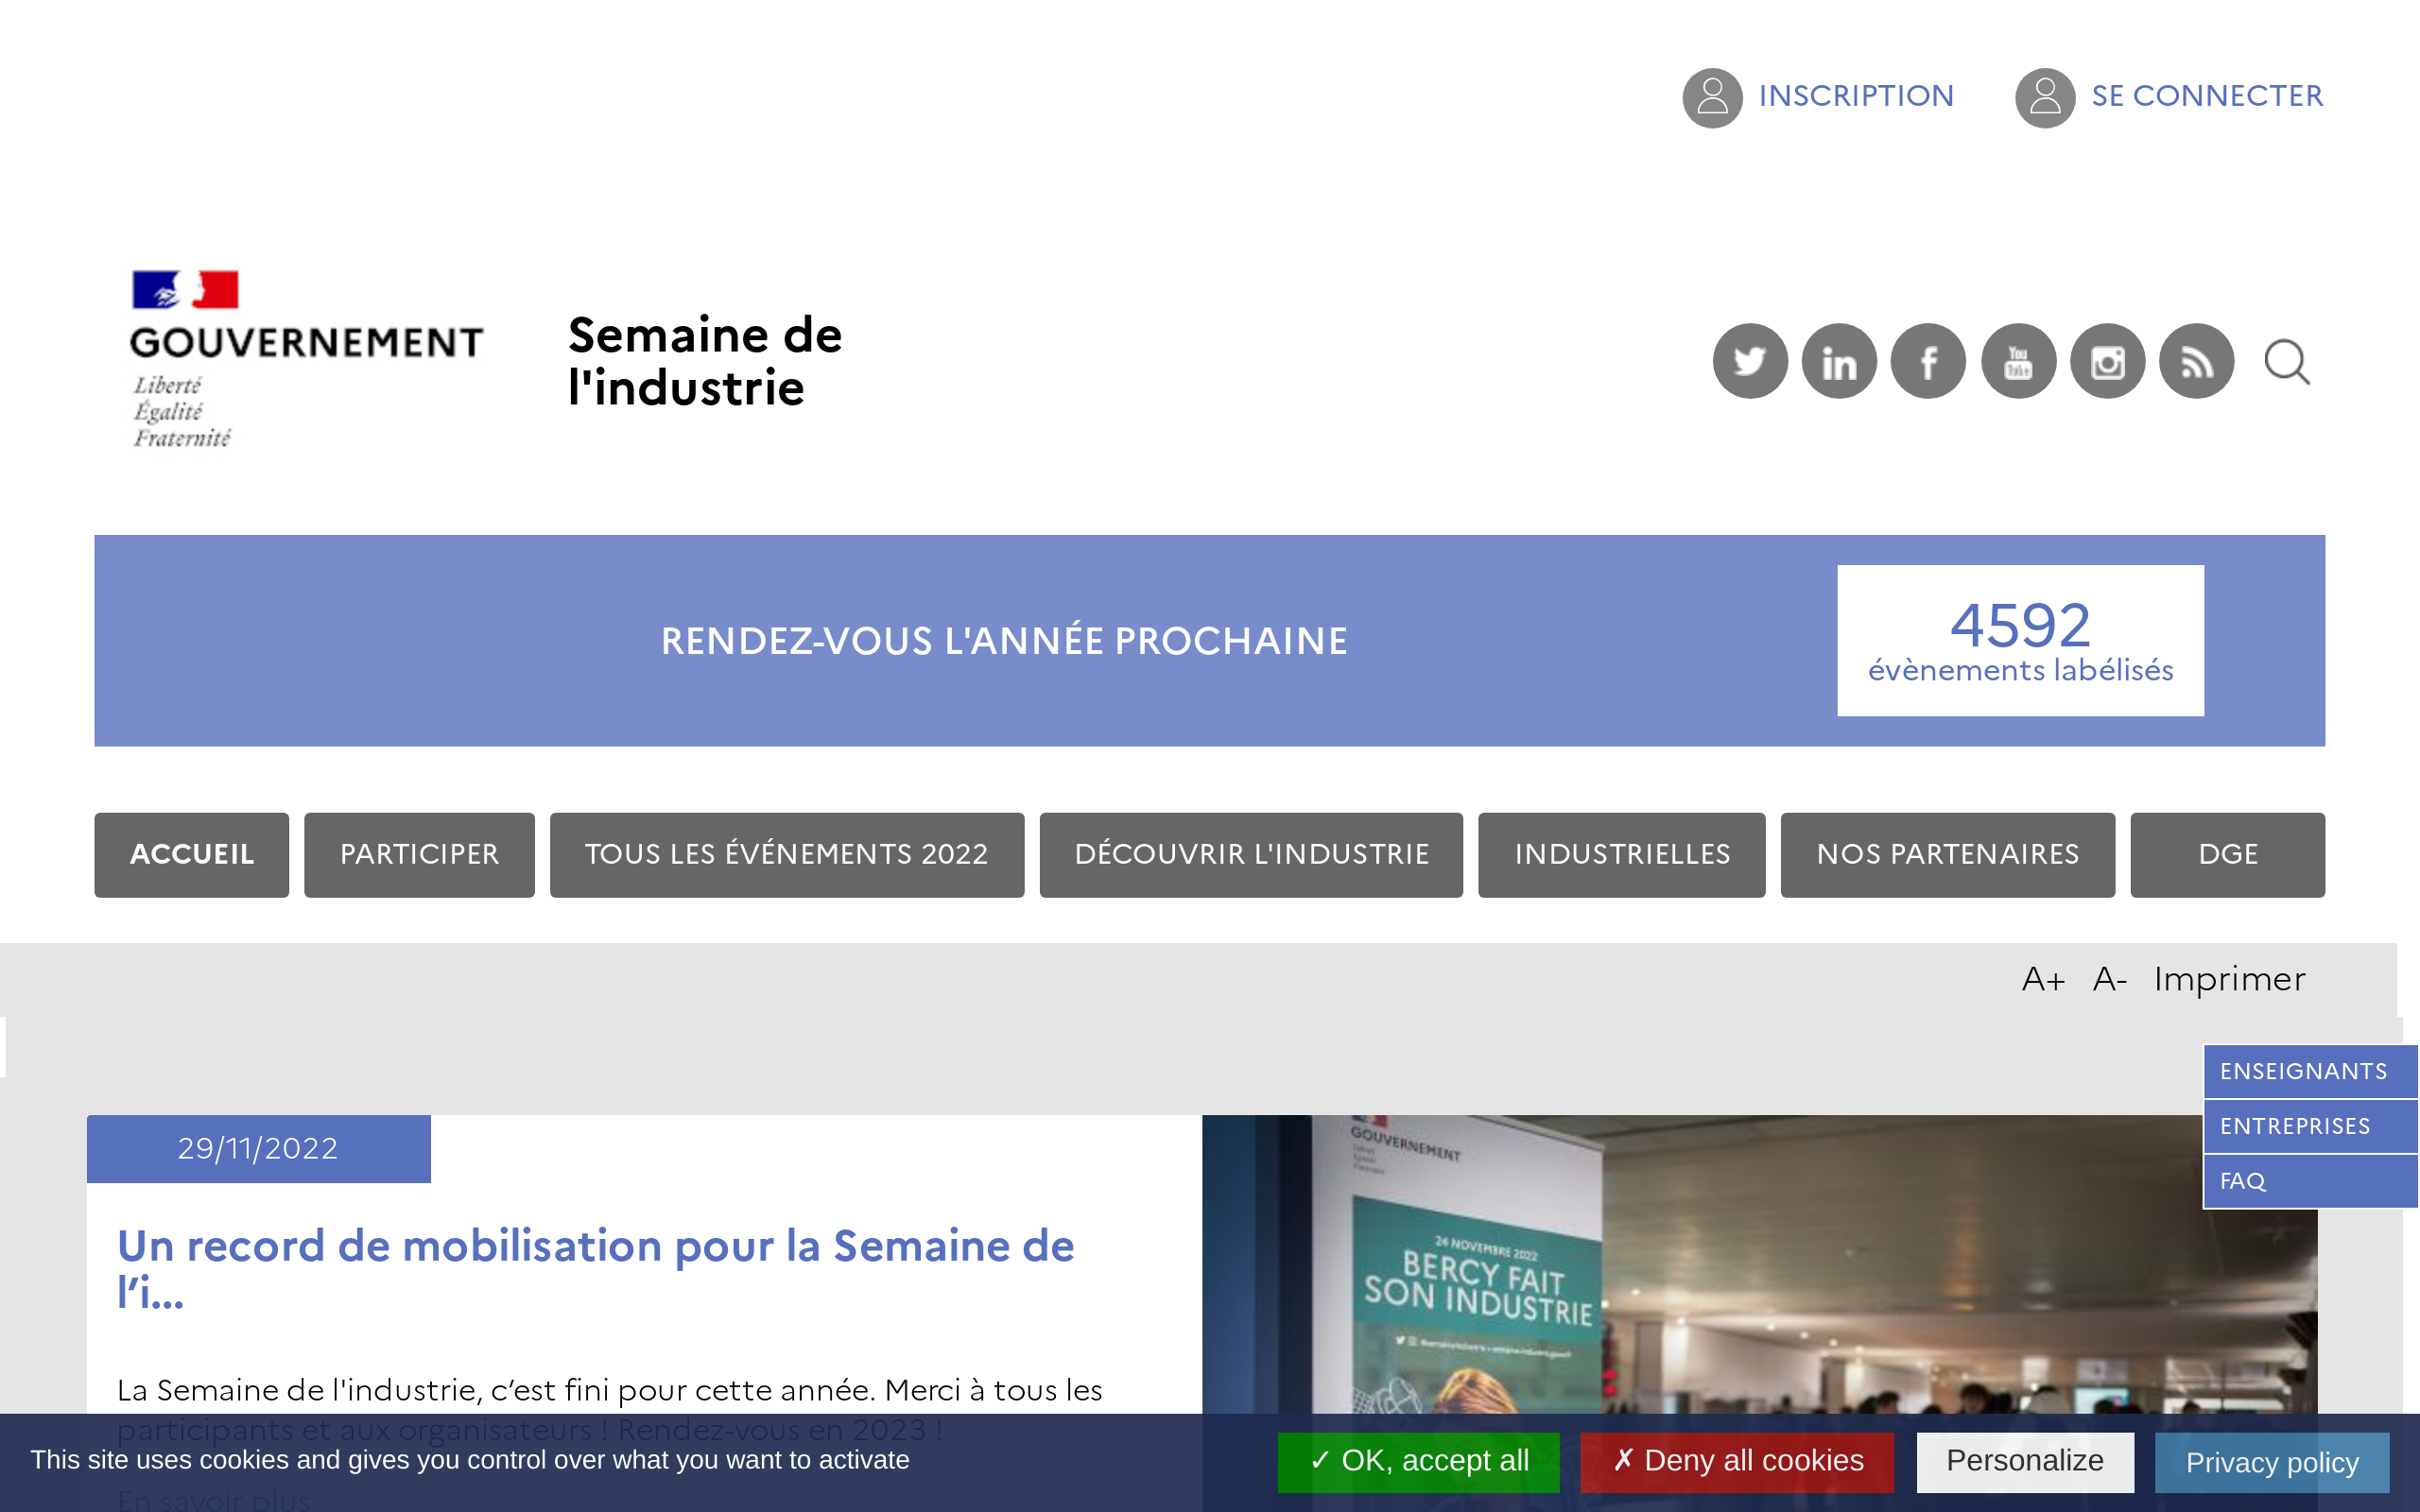 INSCRIPTION
SE CONNECTER
GOUVERNEMENT
Liberté
Égalité
Fraternité
Semaine de
l'industrie
RENDEZ-VOUS L'ANNÉE PROCHAINE
4592
évènements labélisés
ACCUEIL
PARTICIPER
TOUS LES ÉVÉNEMENTS 2022
DÉCOUVRIR L'INDUSTRIE
INDUSTRIELLES
NOS PARTENAIRES
DGE
A+ A- Imprimer
ENSEIGNANTS
ENTREPRISES
FAQ
29/11/2022
Un record de mobilisation pour la Semaine de
l’i...
La Semaine de l'industrie, c’est fini pour cette année. Merci à tous les
participants et aux organisateurs ! Rendez-vous en 2023 !
En savoir plus
GOUVERNEMENT
24 NOVEMBRE 2022
BERCY FAIT
SON INDUSTRIE
This site uses cookies and gives you control over what you want to activate
✓ OK, accept all
✗ Deny all cookies
Personalize
Privacy policy